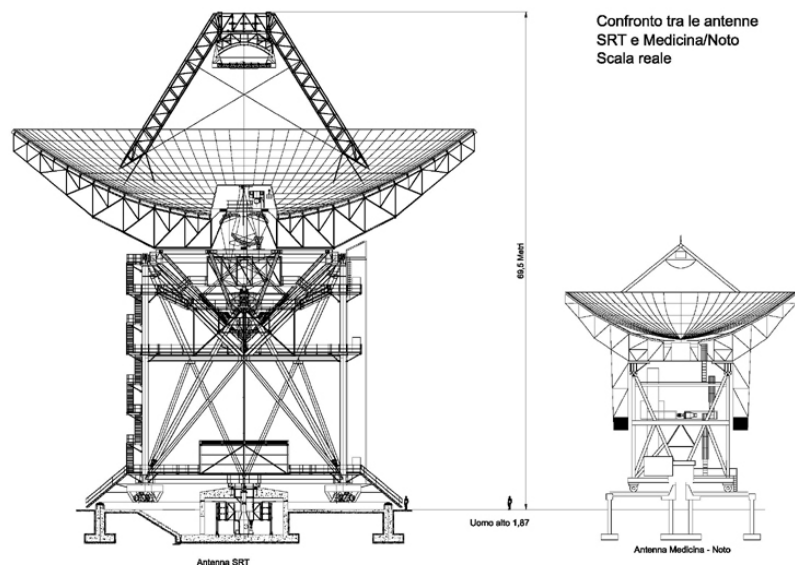 Confronto tra le antenne
SRT e Medicina/Noto
Scala reale
69,5 Metri
Uomo alto 1,87
Antenna SRT
Antenna Medicina - Noto